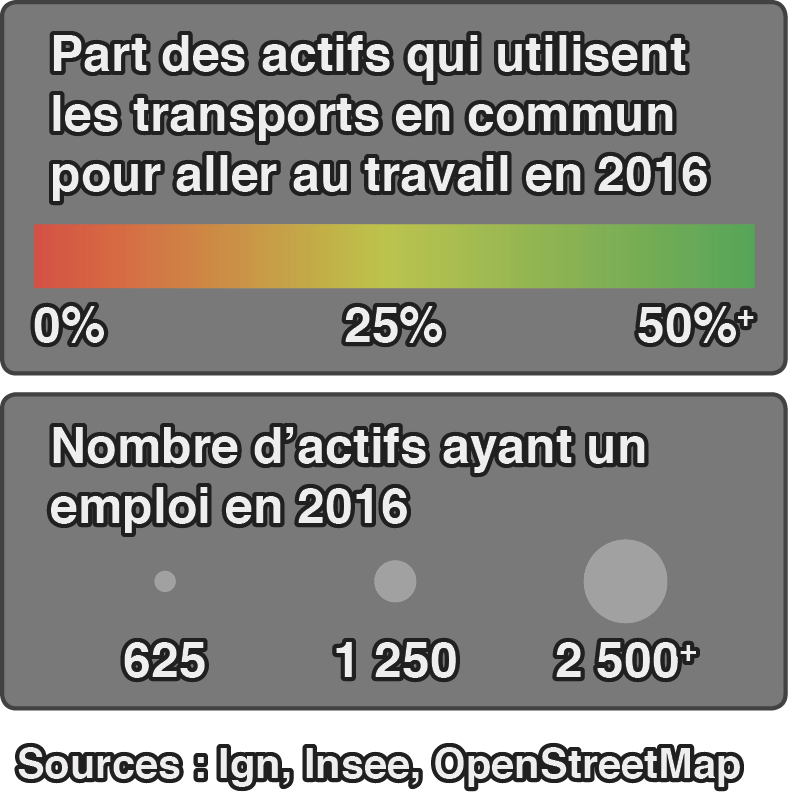 Part des actifs qui utilisent
les transports en commun
pour aller au travail en 2016
0% 25% 50%+
Nombre d’actifs ayant un
emploi en 2016
625 1 250 2 500+
Sources : Ign, Insee, OpenStreetMap